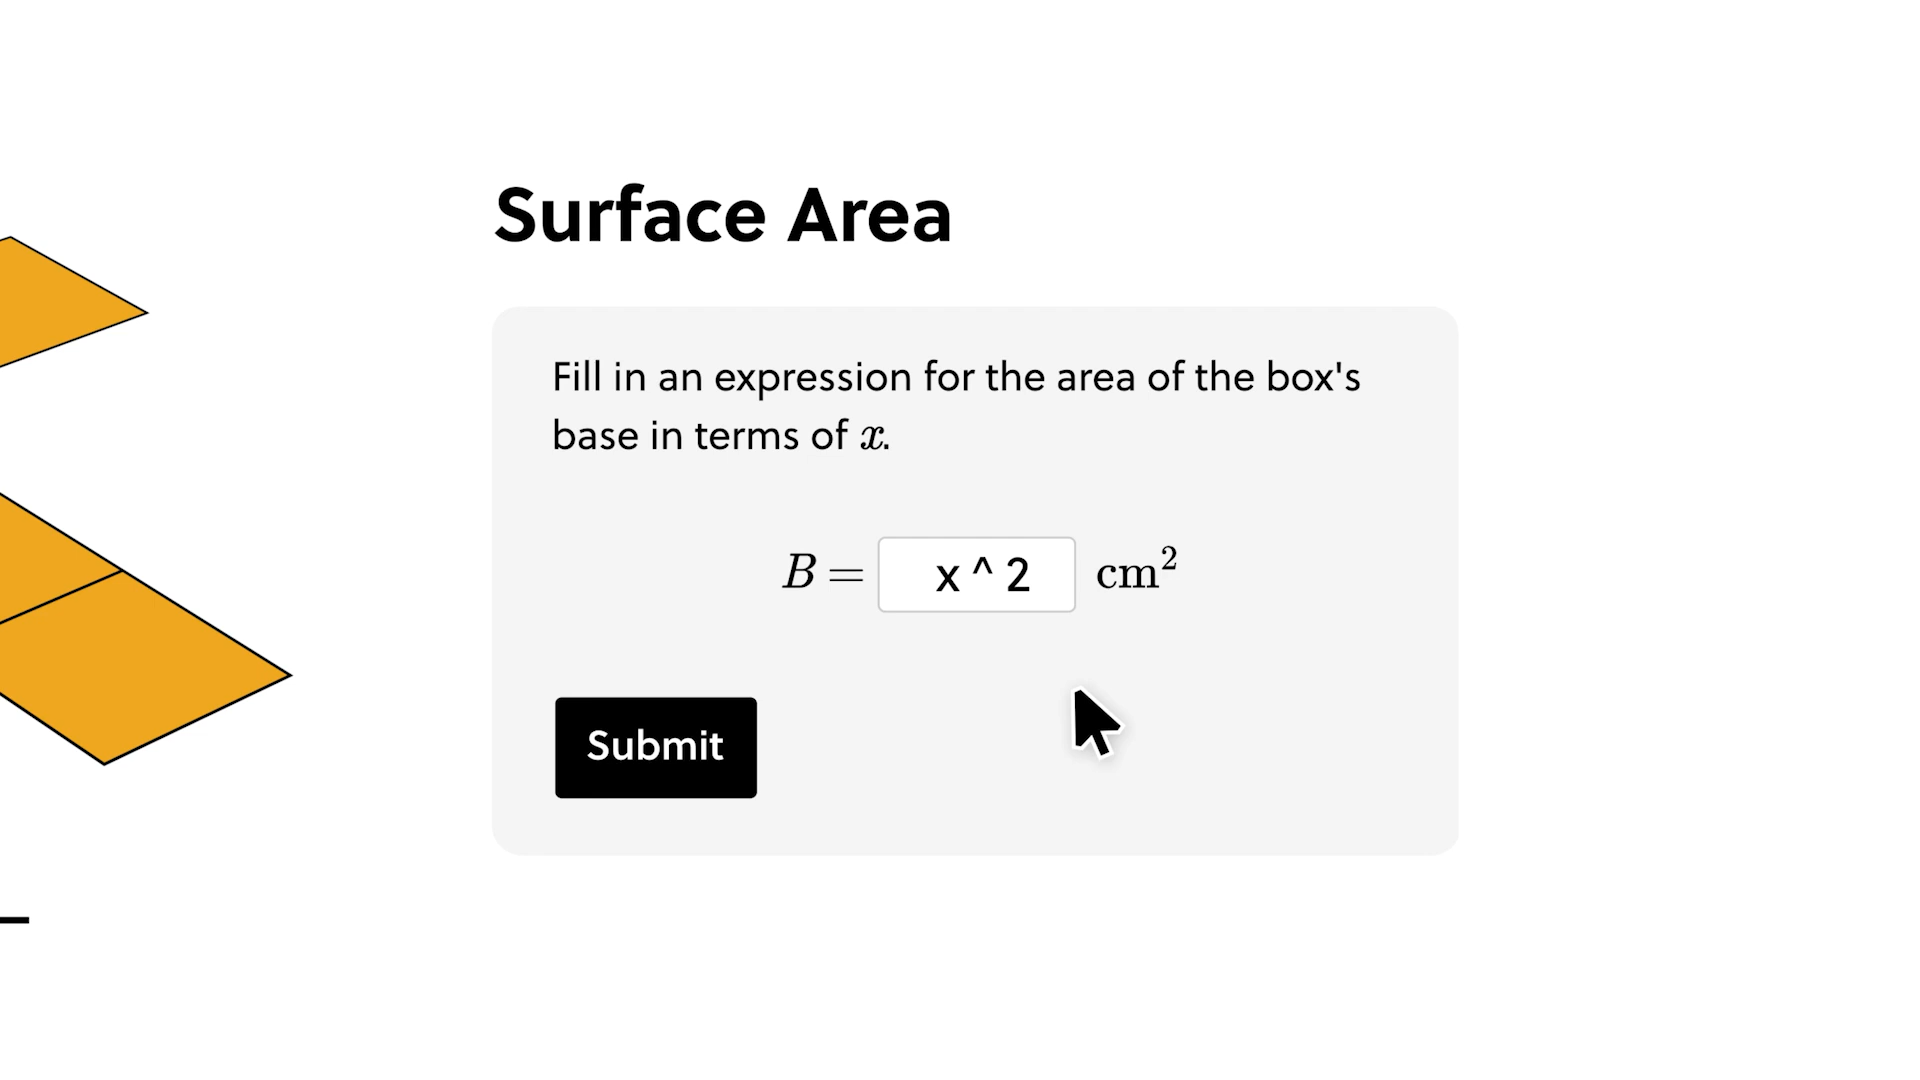 Surface Area
Fill in an expression for the area of the box's
base in terms of x.
B = x ^ 2 cm²
Submit